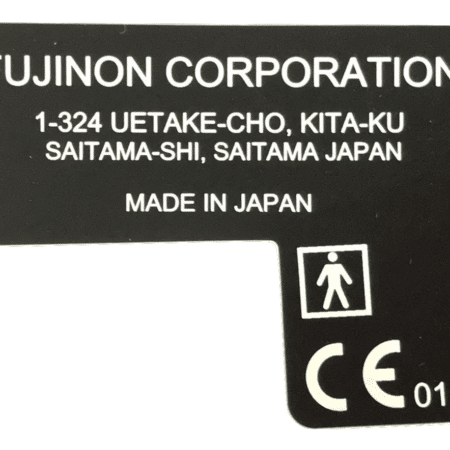 FUJINON CORPORATION
1-324 UETAKE-CHO, KITA-KU
SAITAMA-SHI, SAITAMA JAPAN
MADE IN JAPAN
CE 01